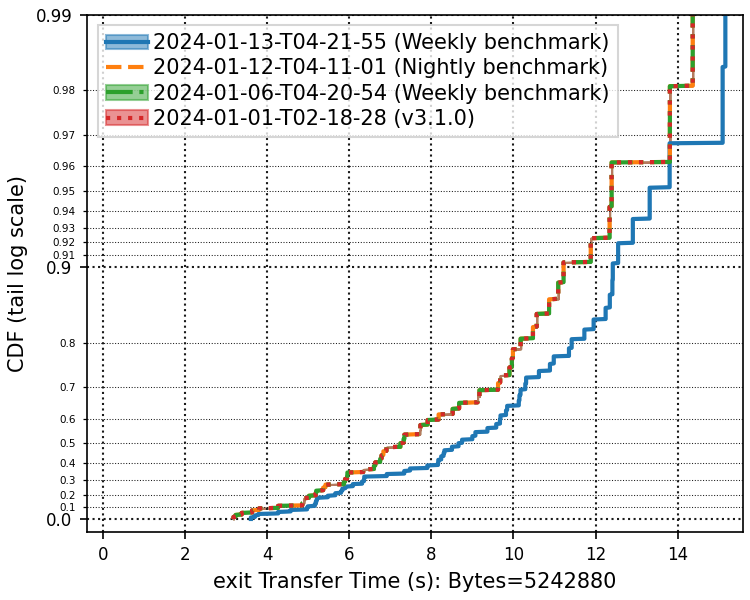 0.99
2024-01-13-T04-21-55 (Weekly benchmark)
2024-01-12-T04-11-01 (Nightly benchmark)
2024-01-06-T04-20-54 (Weekly benchmark)
2024-01-01-T02-18-28 (v3.1.0)
0.98
0.97
0.96
0.95
0.94
0.93
0.92
0.91
0.9
0.8
0.7
0.6
0.5
0.4
0.3
0.2
0.1
0.0
CDF (tail log scale)
0 2 4 6 8 10 12 14
exit Transfer Time (s): Bytes=5242880